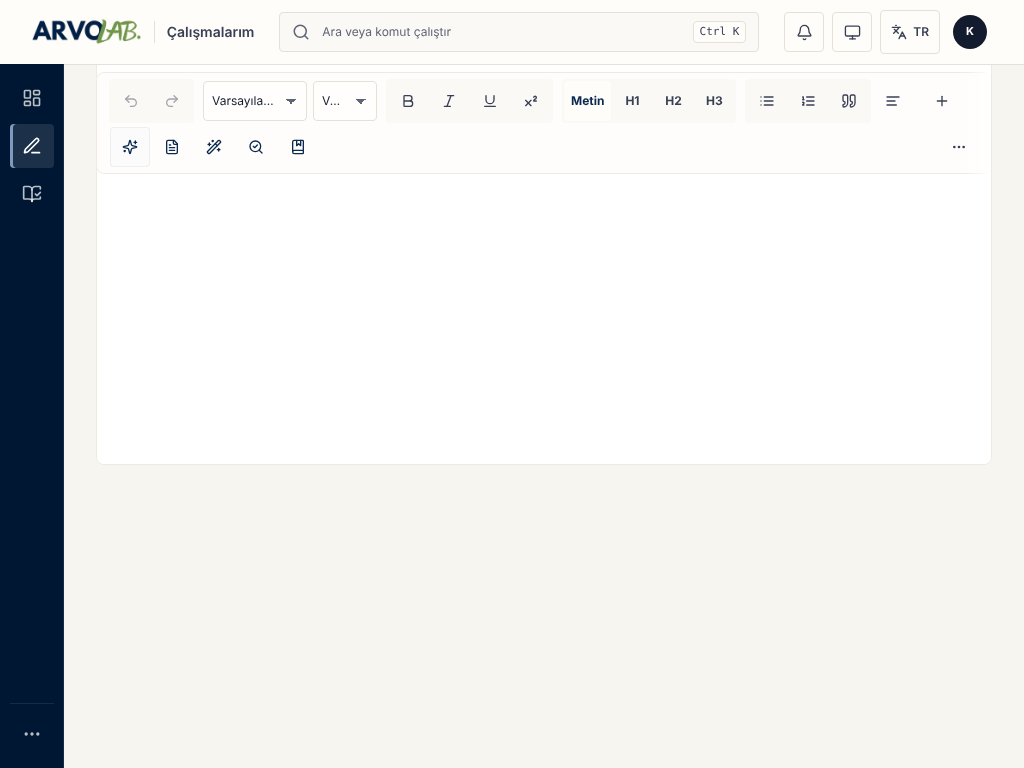 ARVOLAB.
Çalışmalarım
Ara veya komut çalıştır
Ctrl K
TR
K
Varsayıla...
V...
B
I
U
x²
Metin
H1
H2
H3